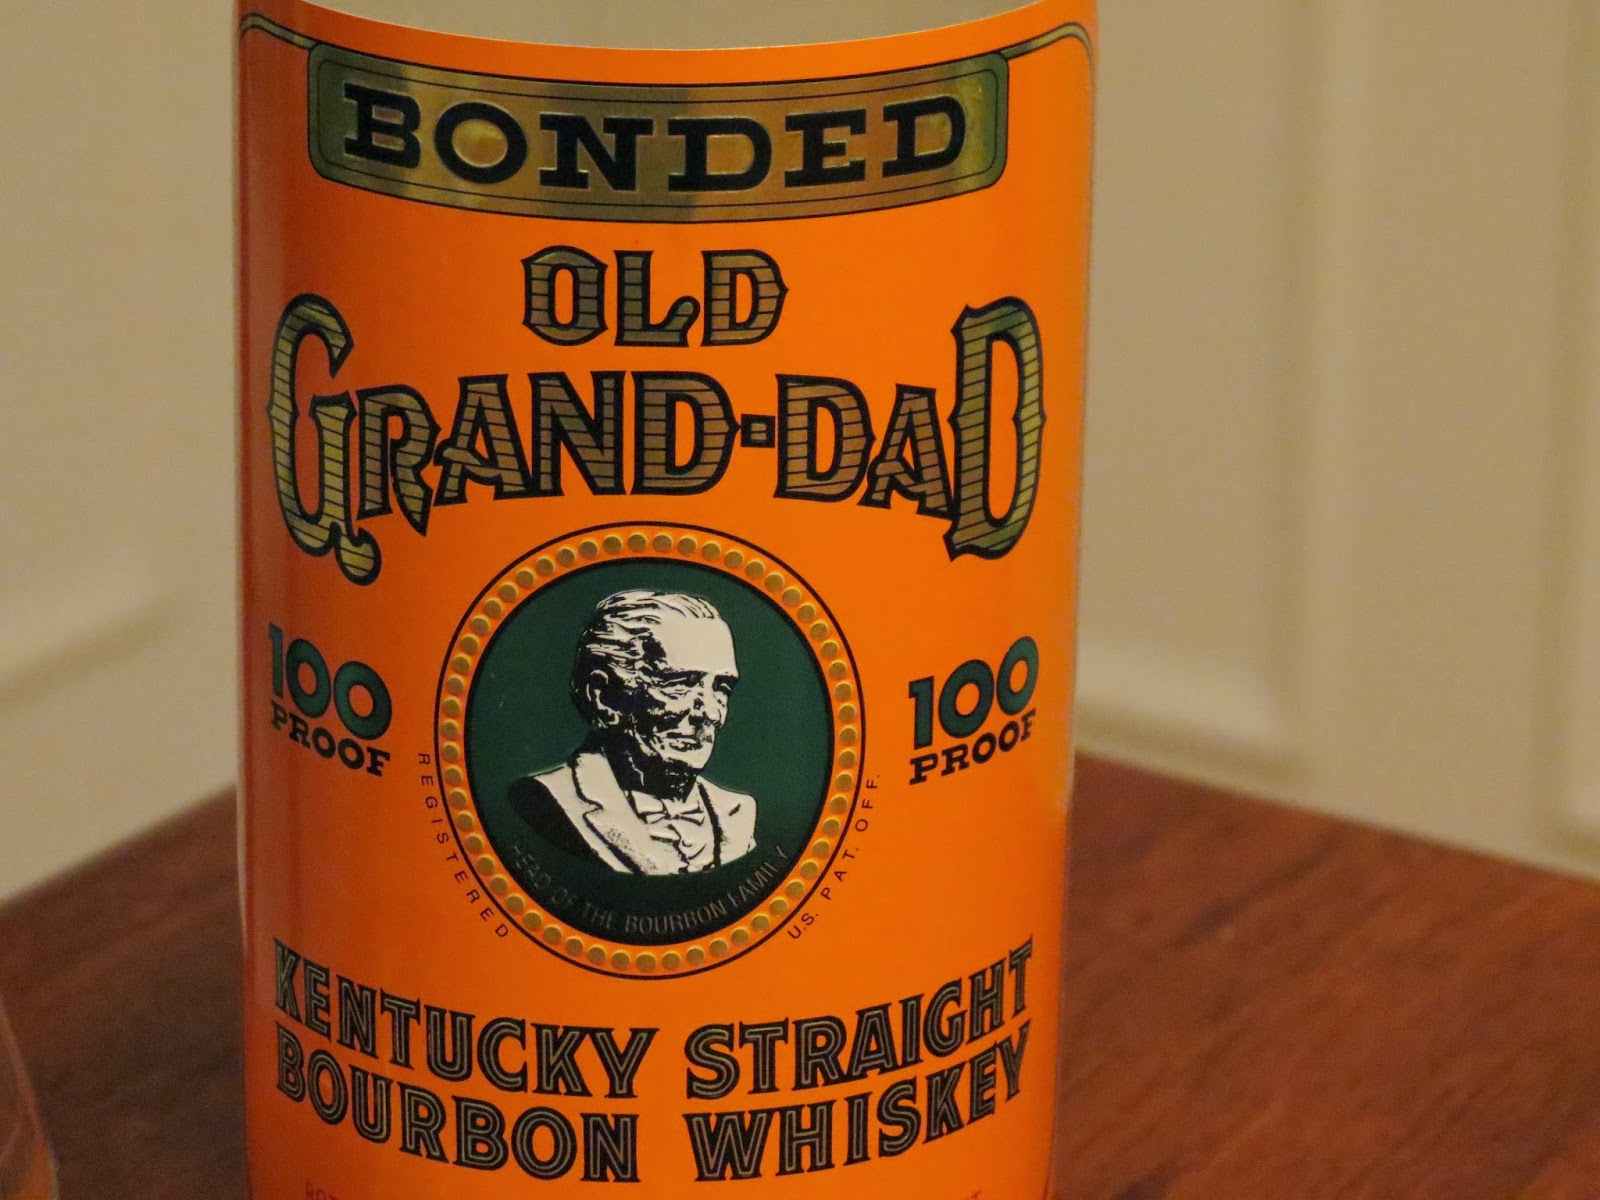 BONDED
OLD
GRAND-DAD
100
PROOF
100
PROOF
REGISTERED
U.S. PAT. OFF.
HEAD OF THE BOURBON FAMILY
KENTUCKY STRAIGHT
BOURBON WHISKEY